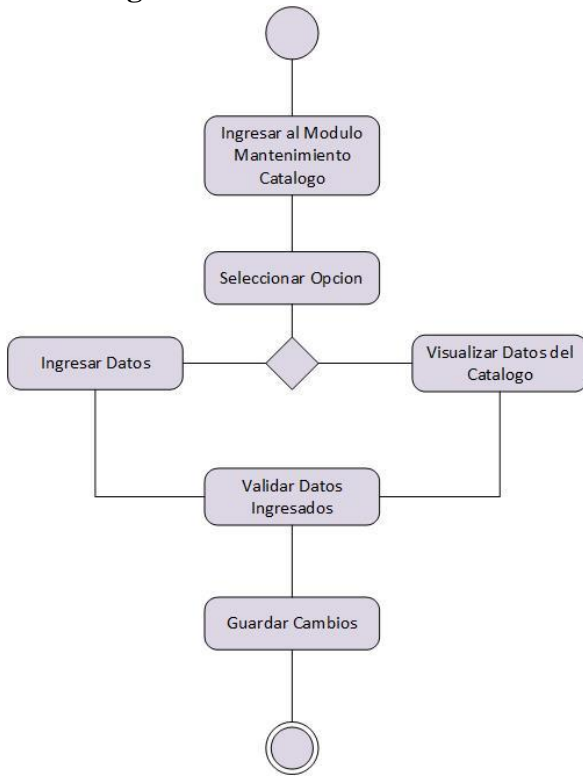 Ingresar al Modulo
Mantenimiento
Catalogo
Seleccionar Opcion
Ingresar Datos
Visualizar Datos del
Catalogo
Validar Datos
Ingresados
Guardar Cambios